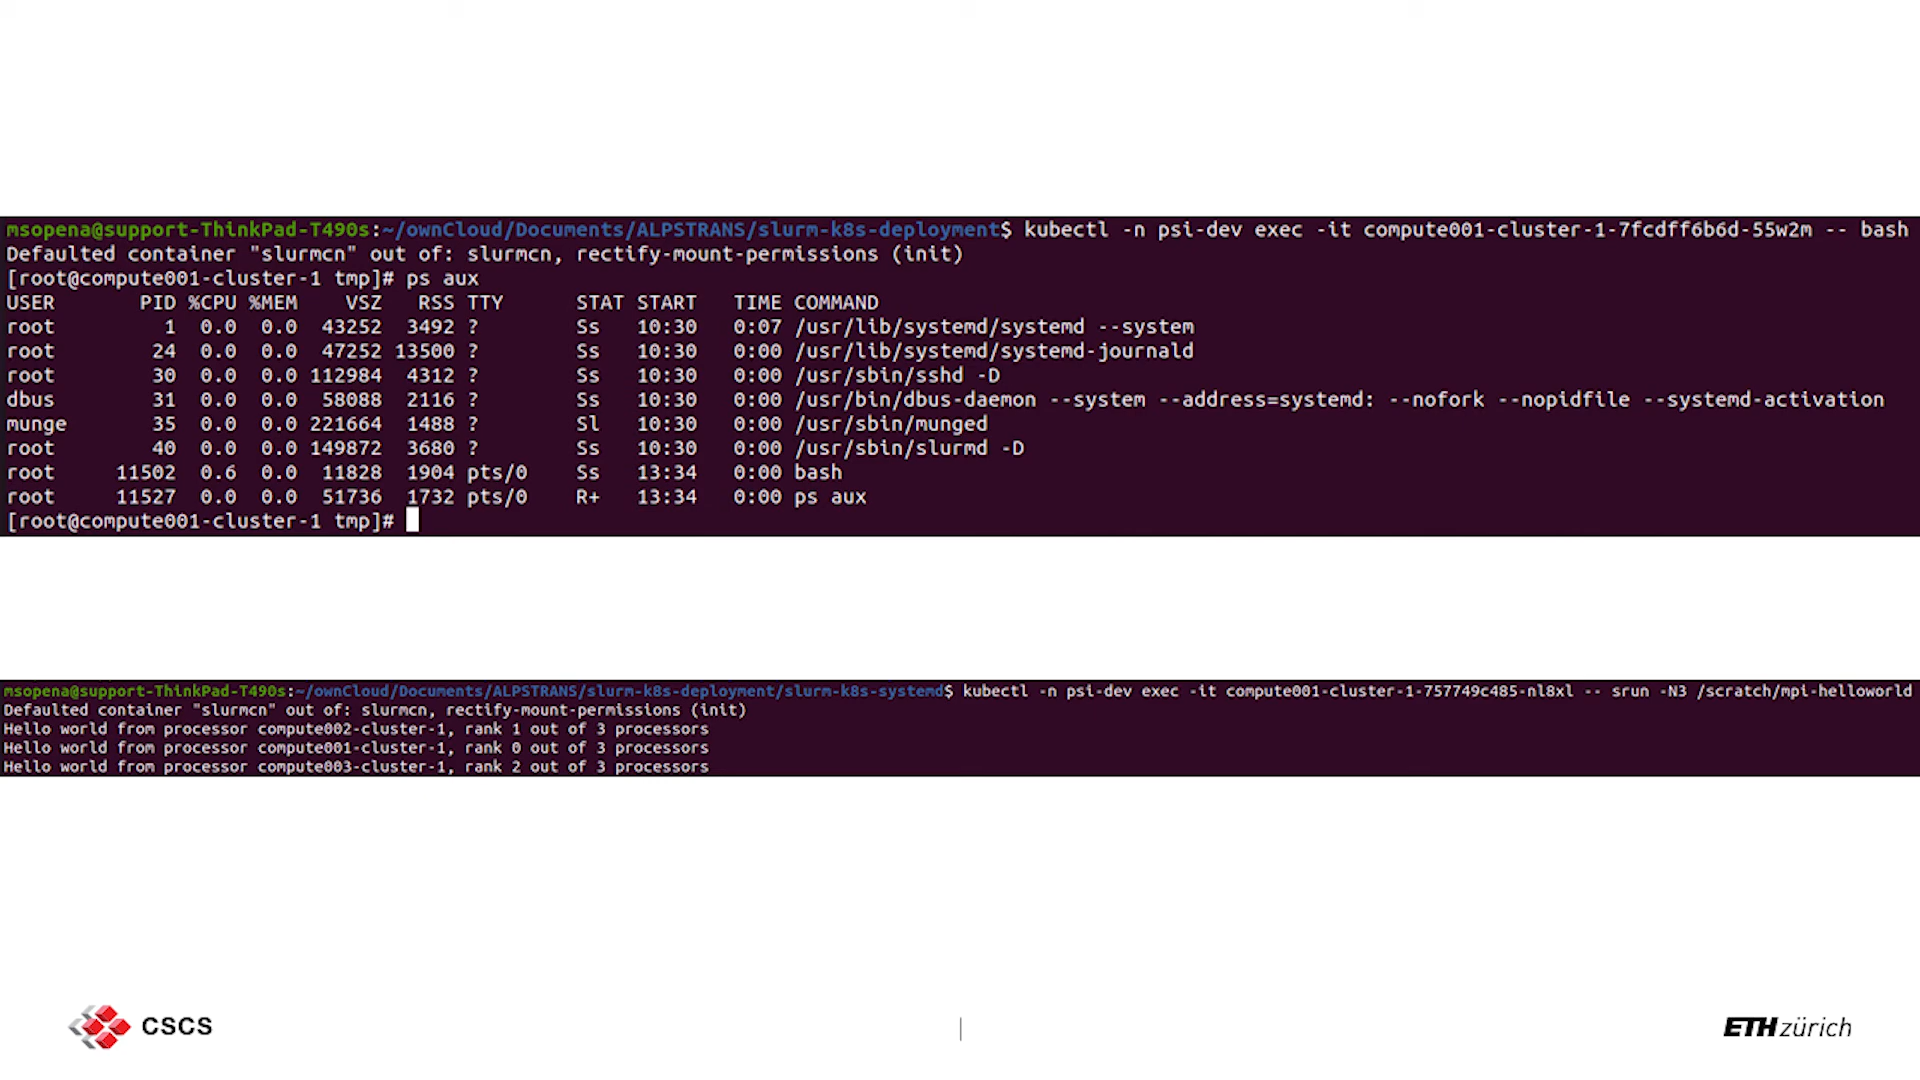 msopena@support-ThinkPad-T490s:~/ownCloud/Documents/ALPSTRANS/slurm-k8s-deployment$ kubectl -n psi-dev exec -it compute001-cluster-1-7fcdff6b6d-55w2m -- bash
Defaulted container "slurmcn" out of: slurmcn, rectify-mount-permissions (init)
[root@compute001-cluster-1 tmp]# ps aux
USER PID %CPU %MEM VSZ RSS TTY STAT START TIME COMMAND
root 1 0.0 0.0 43252 3492 ? Ss 10:30 0:07 /usr/lib/systemd/systemd --system
root 24 0.0 0.0 47252 13500 ? Ss 10:30 0:00 /usr/lib/systemd/systemd-journald
root 30 0.0 0.0 112984 4312 ? Ss 10:30 0:00 /usr/sbin/sshd -D
dbus 31 0.0 0.0 58088 2116 ? Ss 10:30 0:00 /usr/bin/dbus-daemon --system --address=systemd: --nofork --nopidfile --systemd-activation
munge 35 0.0 0.0 221664 1488 ? Sl 10:30 0:00 /usr/sbin/munged
root 40 0.0 0.0 149872 3680 ? Ss 10:30 0:00 /usr/sbin/slurmd -D
root 11502 0.6 0.0 11828 1904 pts/0 Ss 13:34 0:00 bash
root 11527 0.0 0.0 51736 1732 pts/0 R+ 13:34 0:00 ps aux
[root@compute001-cluster-1 tmp]#
msopena@support-ThinkPad-T490s:~/ownCloud/Documents/ALPSTRANS/slurm-k8s-deployment/slurm-k8s-systemd$ kubectl -n psi-dev exec -it compute001-cluster-1-757749c485-nl8xl -- srun -N3 /scratch/mpi-helloworld
Defaulted container "slurmcn" out of: slurmcn, rectify-mount-permissions (init)
Hello world from processor compute002-cluster-1, rank 1 out of 3 processors
Hello world from processor compute001-cluster-1, rank 0 out of 3 processors
Hello world from processor compute003-cluster-1, rank 2 out of 3 processors
CSCS
ETH zürich